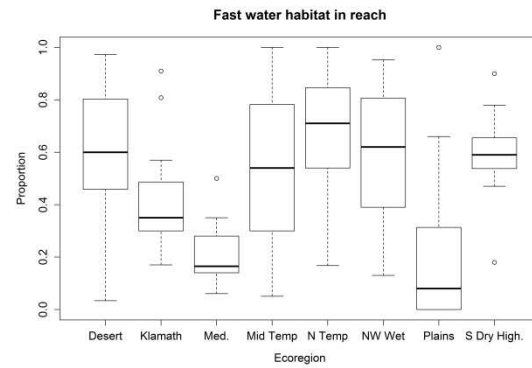 Fast water habitat in reach
Proportion
1.0
0.8
0.6
0.4
0.2
0.0
Desert Klamath Med. Mid Temp N Temp NW Wet Plains S Dry High.
Ecoregion